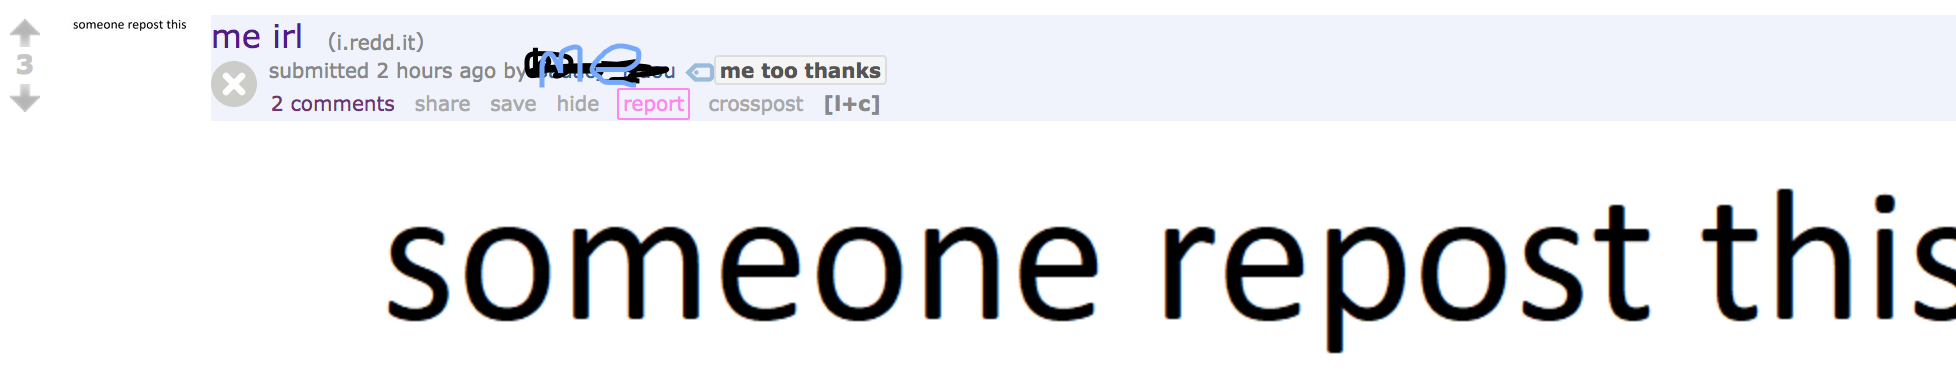 someone repost this
me irl (i.redd.it)
3
submitted 2 hours ago by me me too thanks
2 comments share save hide report crosspost [l+c]
someone repost this